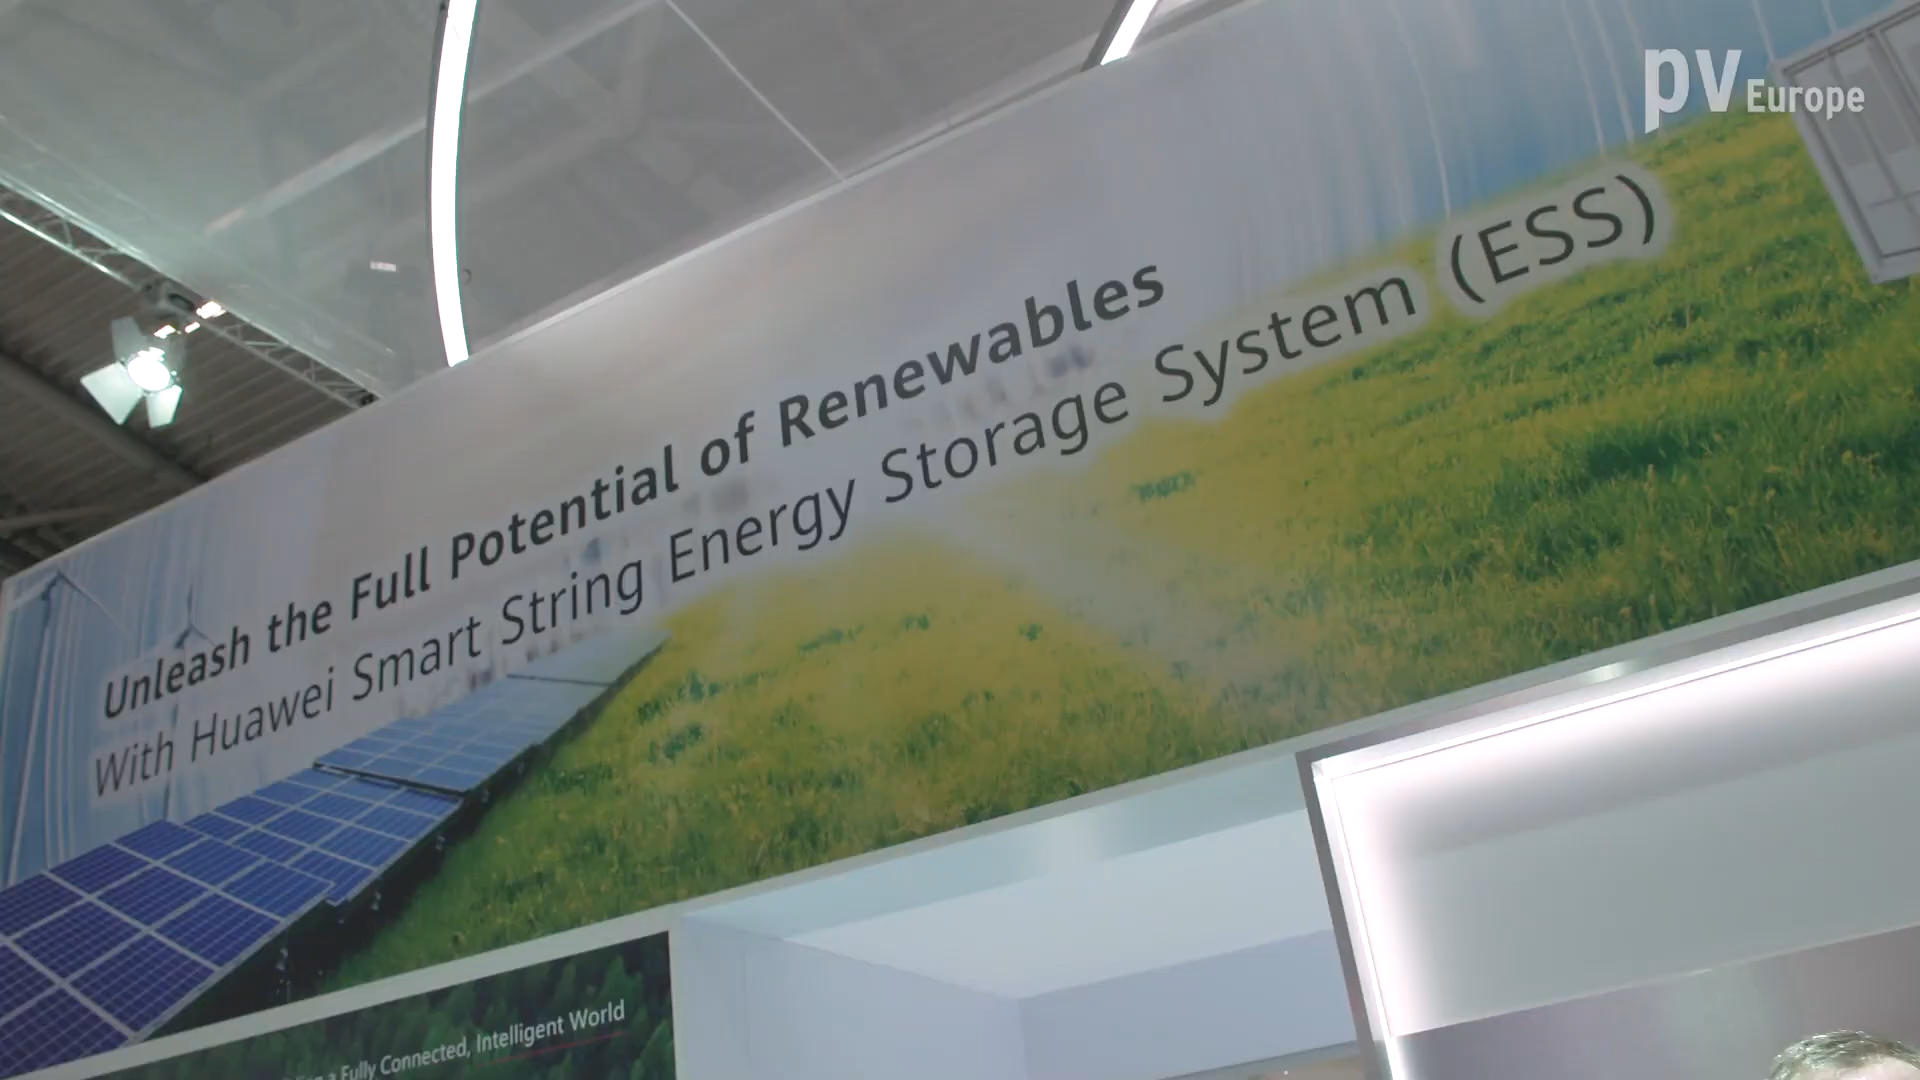 pv Europe
Unleash the Full Potential of Renewables
With Huawei Smart String Energy Storage System (ESS)
a Fully Connected, Intelligent World